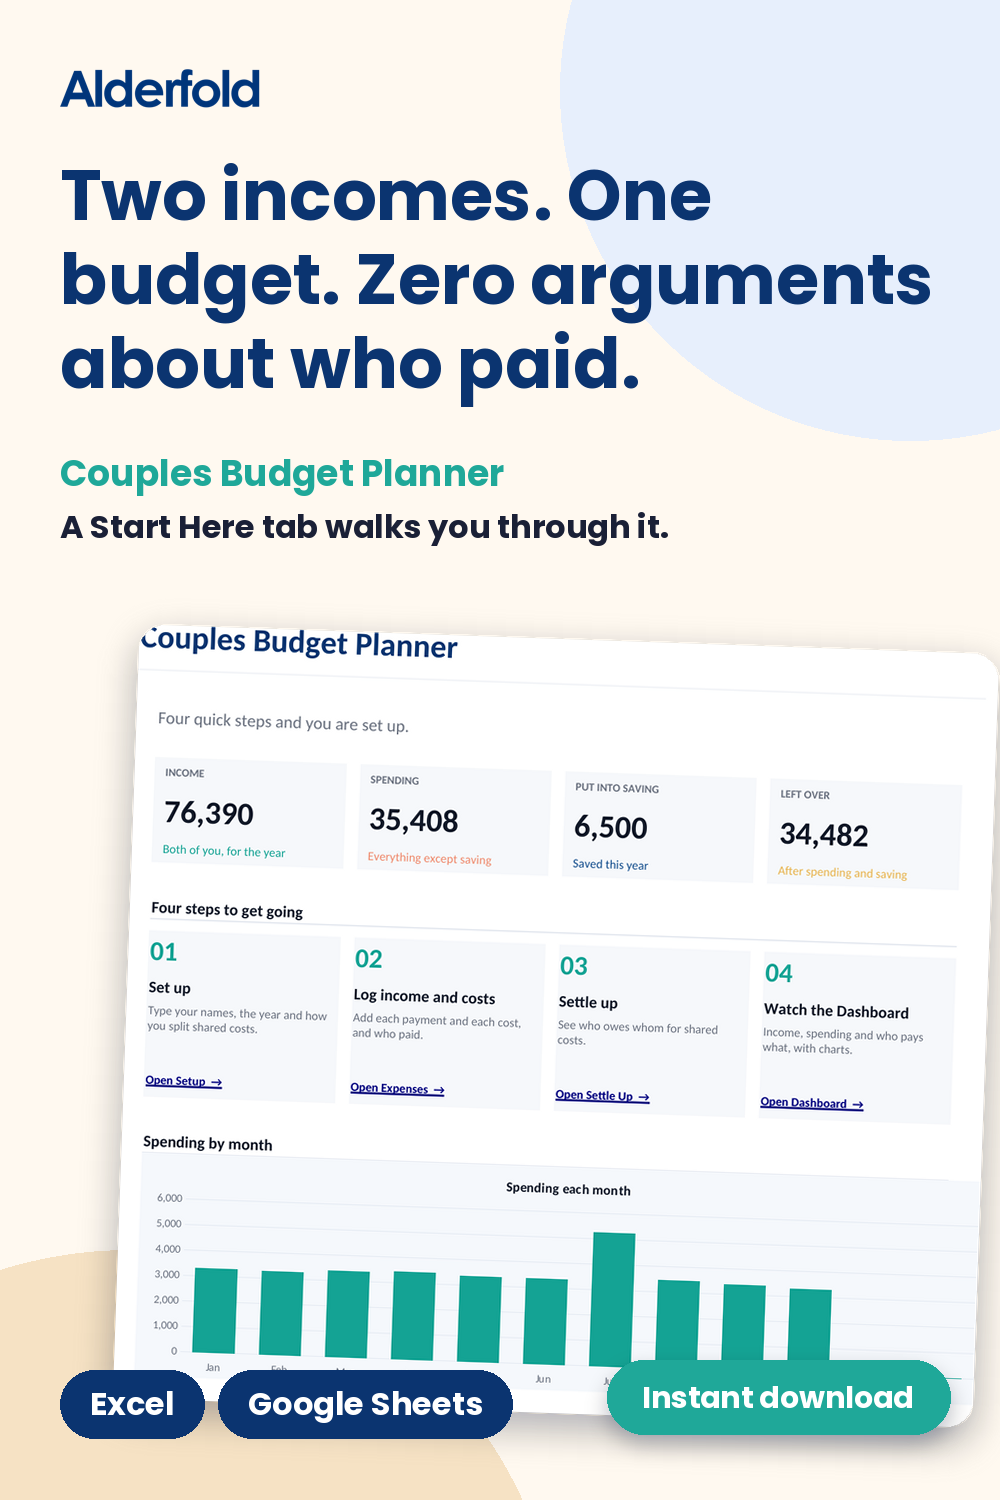 Alderfold
Two incomes. One
budget. Zero arguments
about who paid.
Couples Budget Planner
A Start Here tab walks you through it.
Couples Budget Planner
Four quick steps and you are set up.
INCOME
76,390
Both of you, for the year
SPENDING
35,408
Everything except saving
PUT INTO SAVING
6,500
Saved this year
LEFT OVER
34,482
After spending and saving
Four steps to get going
01
Set up
Type your names, the year and how
you split shared costs.
Open Setup →
02
Log income and costs
Add each payment and each cost,
and who paid.
Open Expenses →
03
Settle up
See who owes whom for shared
costs.
Open Settle Up →
04
Watch the Dashboard
Income, spending and who pays
what, with charts.
Open Dashboard →
Spending by month
Spending each month
6,000
5,000
4,000
3,000
2,000
1,000
0
Jan
Feb
Jun
Excel
Google Sheets
Instant download